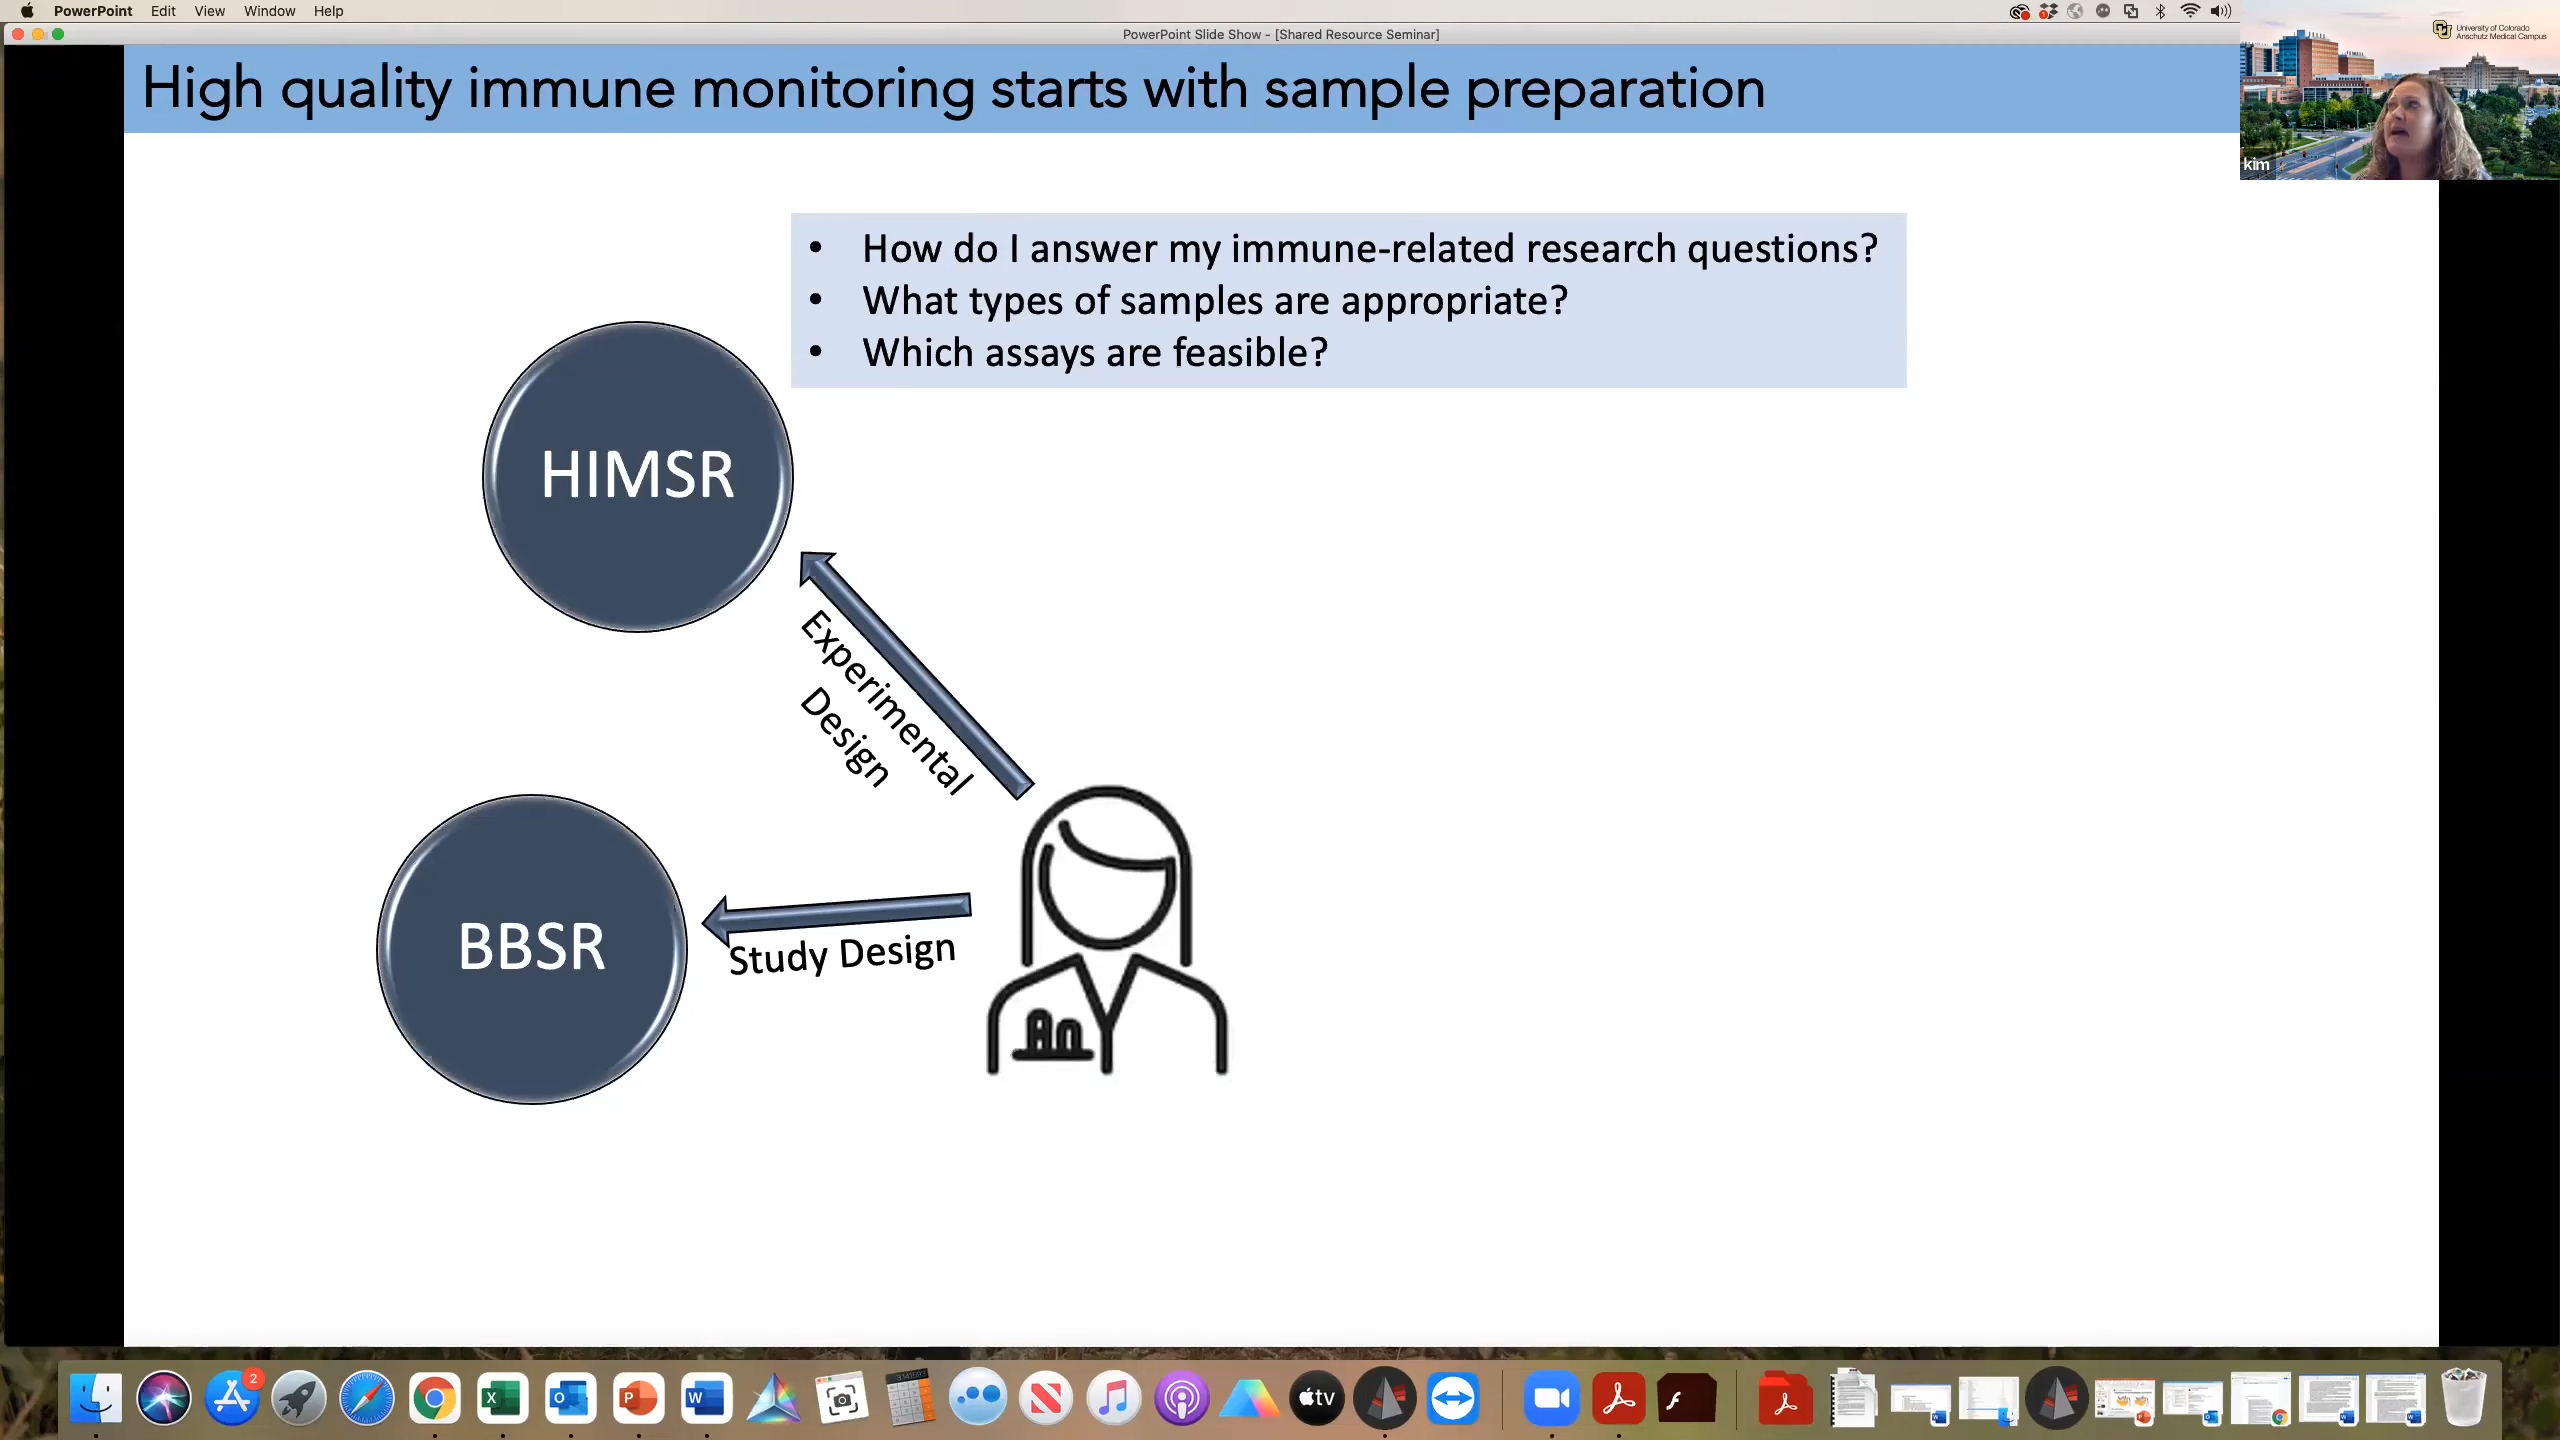 PowerPoint Edit View Window Help
PowerPoint Slide Show - [Shared Resource Seminar]
University of Colorado
Anschutz Medical Campus
kim
High quality immune monitoring starts with sample preparation
• How do I answer my immune-related research questions?
• What types of samples are appropriate?
• Which assays are feasible?
HIMSR
Experimental
Design
BBSR
Study Design
2
tv